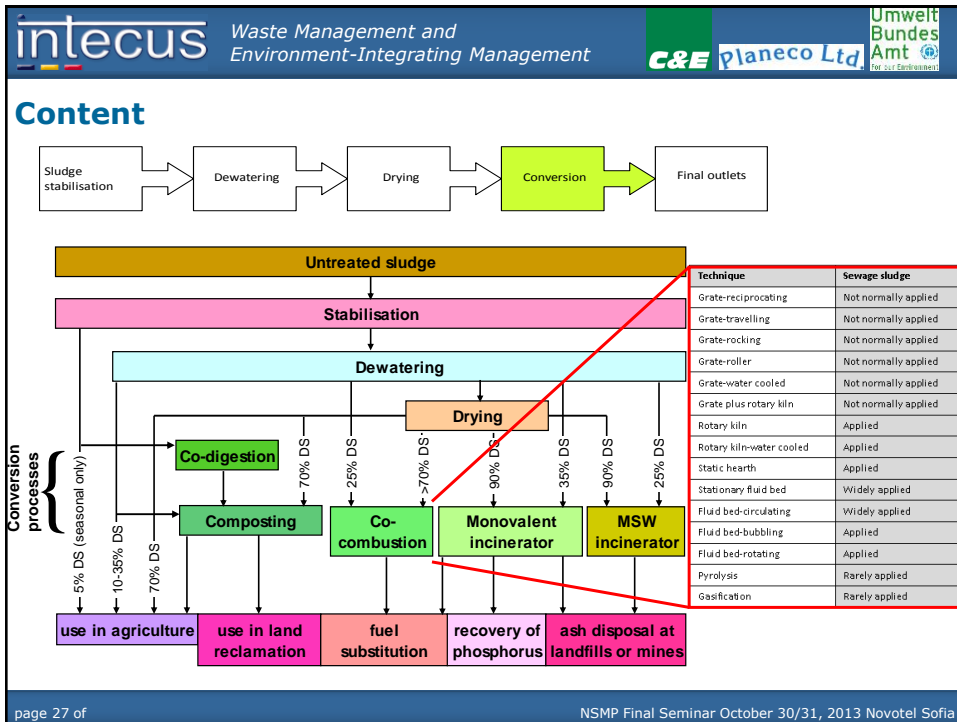 intecus
Waste Management and
Environment-Integrating Management
C&E
Planeco Ltd.
Umwelt
Bundes
Amt
For our Environment
Content
Sludge
stabilisation
Dewatering
Drying
Conversion
Final outlets
Untreated sludge
Stabilisation
Dewatering
Drying
Conversion
processes
Co-digestion
Composting
Co-
combustion
Monovalent
incinerator
MSW
incinerator
5% DS (seasonal only)
10-35% DS
70% DS
70% DS
25% DS
>70% DS
90% DS
35% DS
90% DS
25% DS
use in agriculture
use in land
reclamation
fuel
substitution
recovery of
phosphorus
ash disposal at
landfills or mines
Technique Sewage sludge
Grate-reciprocating Not normally applied
Grate-travelling Not normally applied
Grate-rocking Not normally applied
Grate-roller Not normally applied
Grate-water cooled Not normally applied
Grate plus rotary kiln Not normally applied
Rotary kiln Applied
Rotary kiln-water cooled Applied
Static hearth Applied
Stationary fluid bed Widely applied
Fluid bed-circulating Widely applied
Fluid bed-bubbling Applied
Fluid bed-rotating Applied
Pyrolysis Rarely applied
Gasification Rarely applied
page 27 of
NSMP Final Seminar October 30/31, 2013 Novotel Sofia